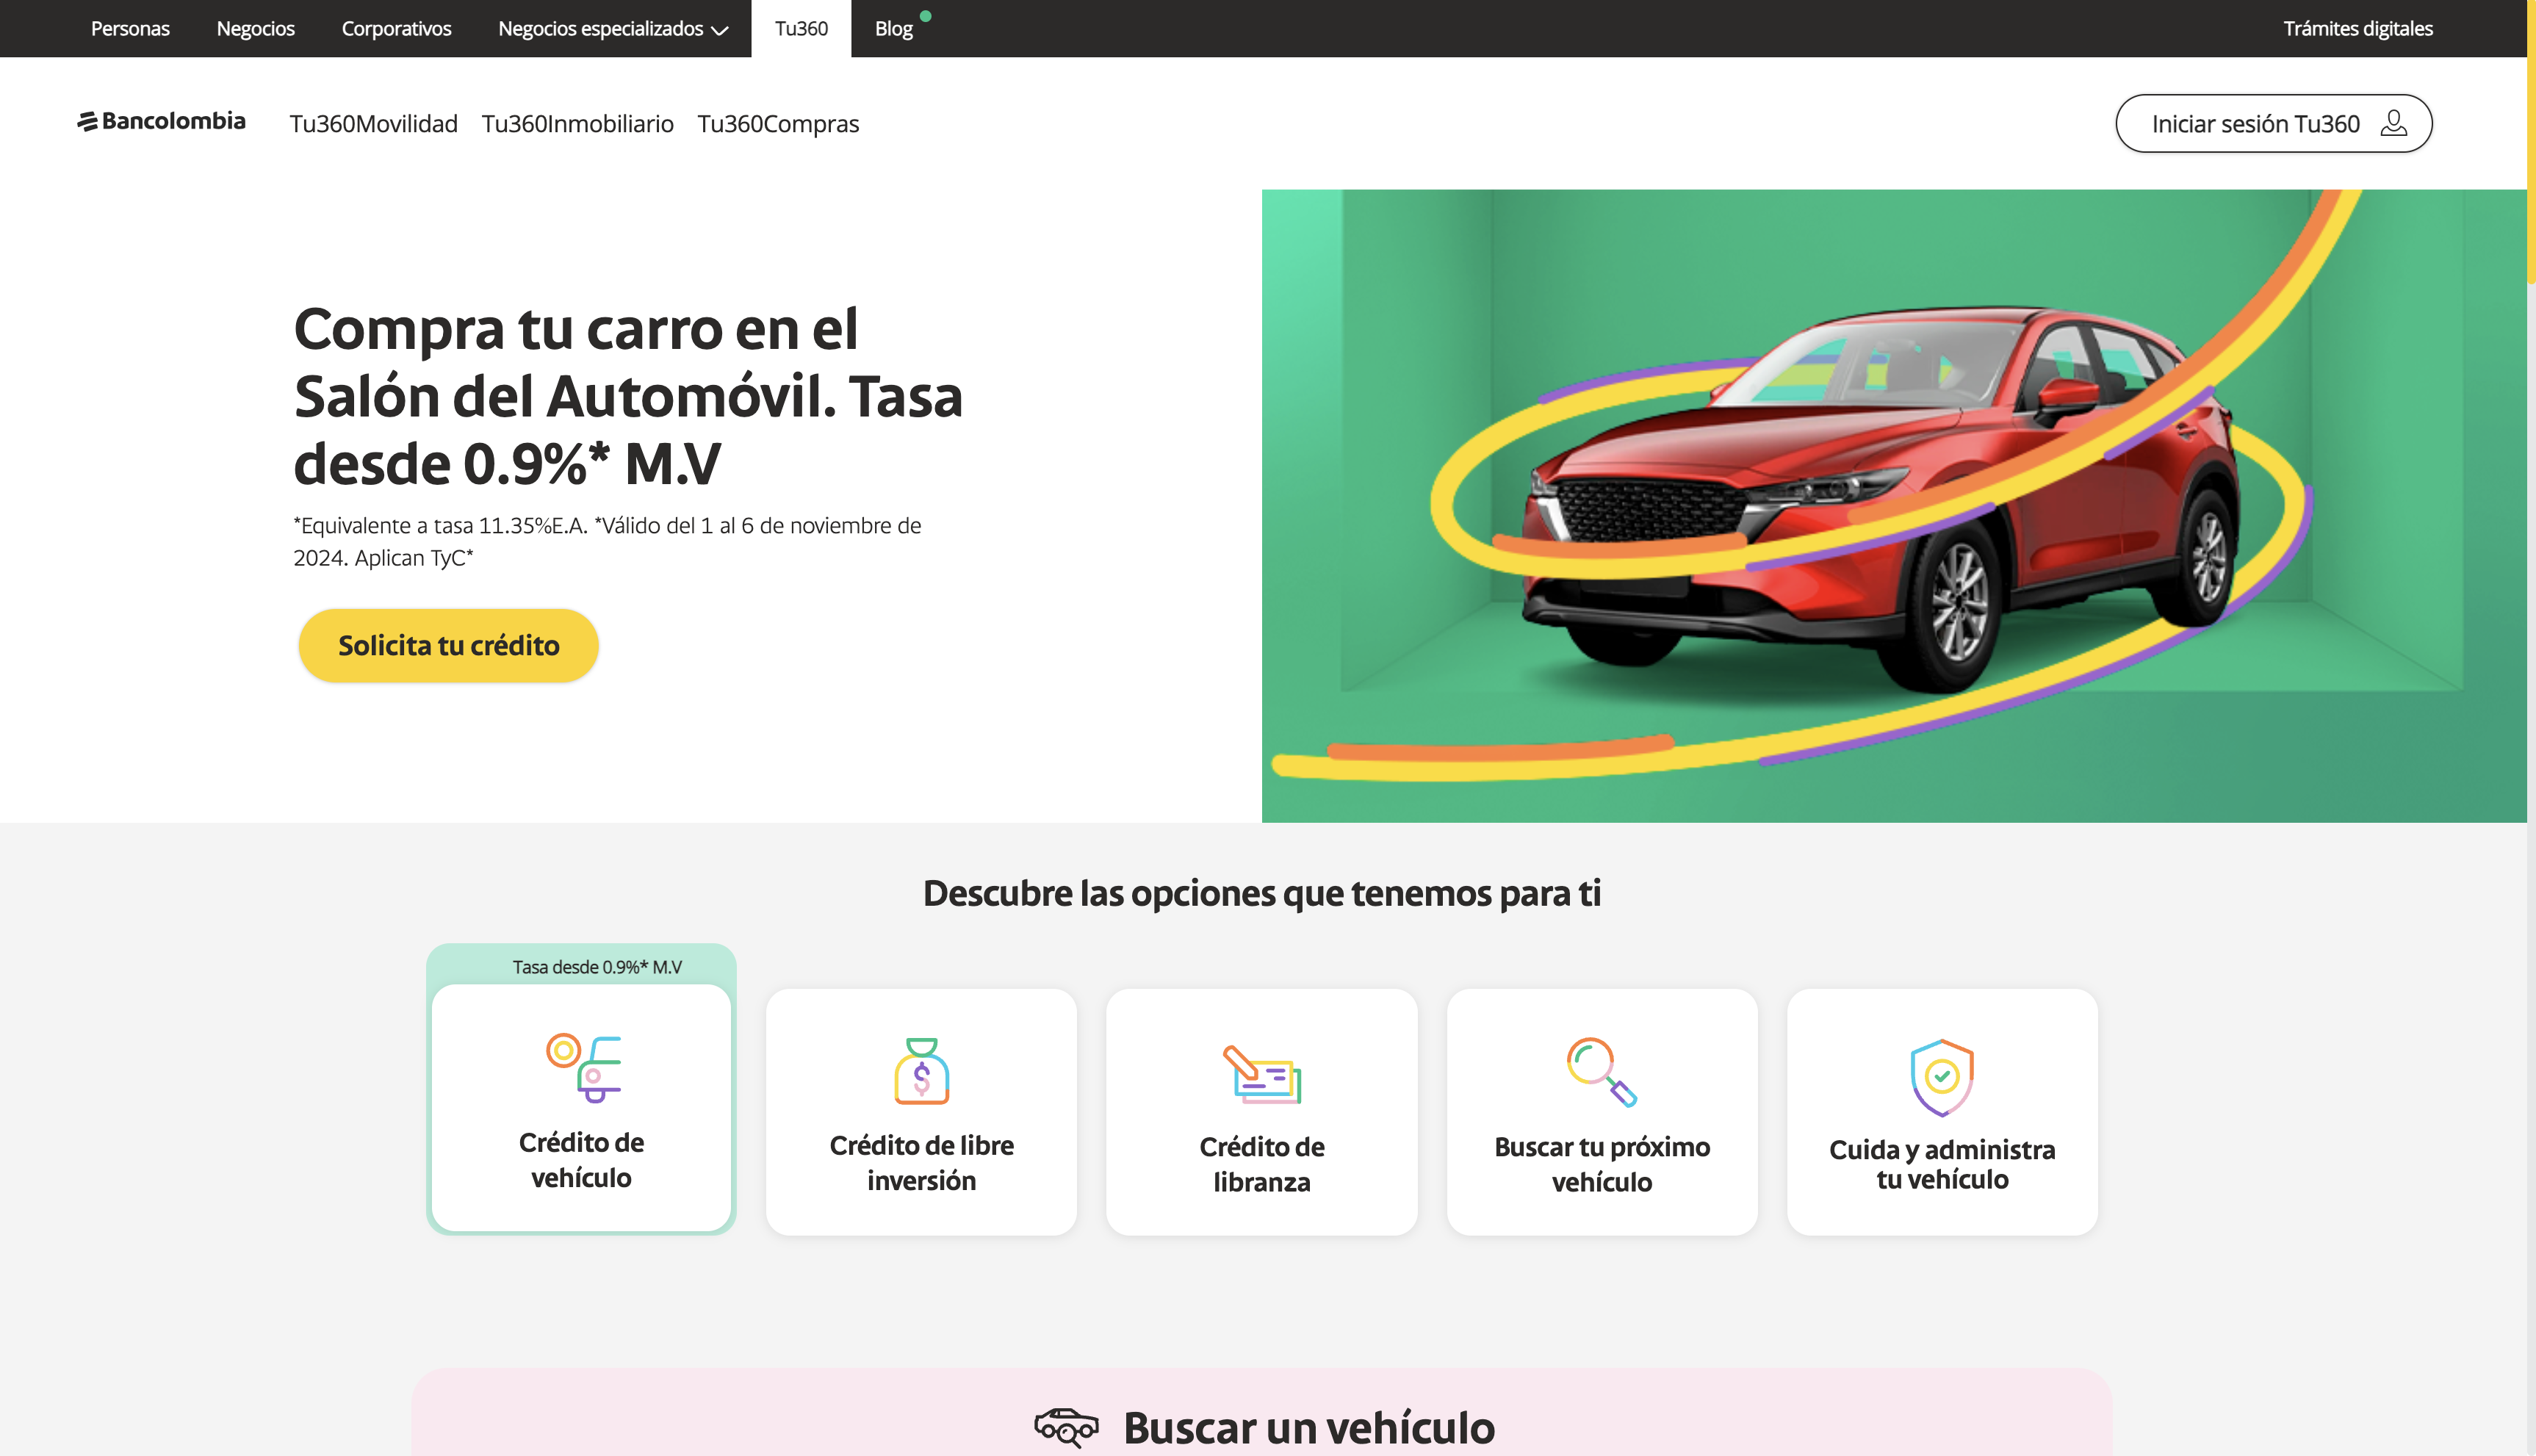 Personas Negocios Corporativos Negocios especializados Tu360 Blog Trámites digitales
Bancolombia Tu360Movilidad Tu360Inmobiliario Tu360Compras Iniciar sesión Tu360
Compra tu carro en el
Salón del Automóvil. Tasa
desde 0.9%* M.V
*Equivalente a tasa 11.35%E.A. *Válido del 1 al 6 de noviembre de
2024. Aplican TyC*
Solicita tu crédito
Descubre las opciones que tenemos para ti
Tasa desde 0.9%* M.V
Crédito de
vehículo
Crédito de libre
inversión
Crédito de
libranza
Buscar tu próximo
vehículo
Cuida y administra
tu vehículo
Buscar un vehículo